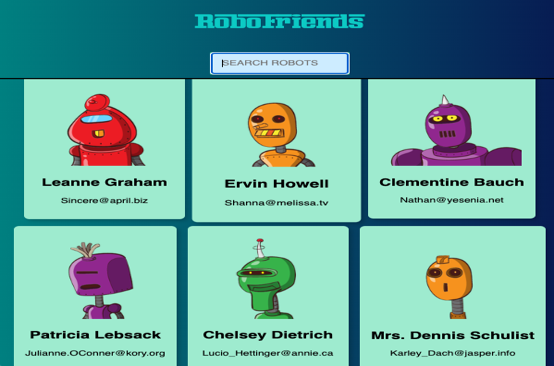 RoboFriends
SEARCH ROBOTS
Leanne Graham
Sincere@april.biz
Ervin Howell
Shanna@melissa.tv
Clementine Bauch
Nathan@yesenia.net
Patricia Lebsack
Julianne.OConner@kory.org
Chelsey Dietrich
Lucio_Hettinger@annie.ca
Mrs. Dennis Schulist
Karley_Dach@jasper.info